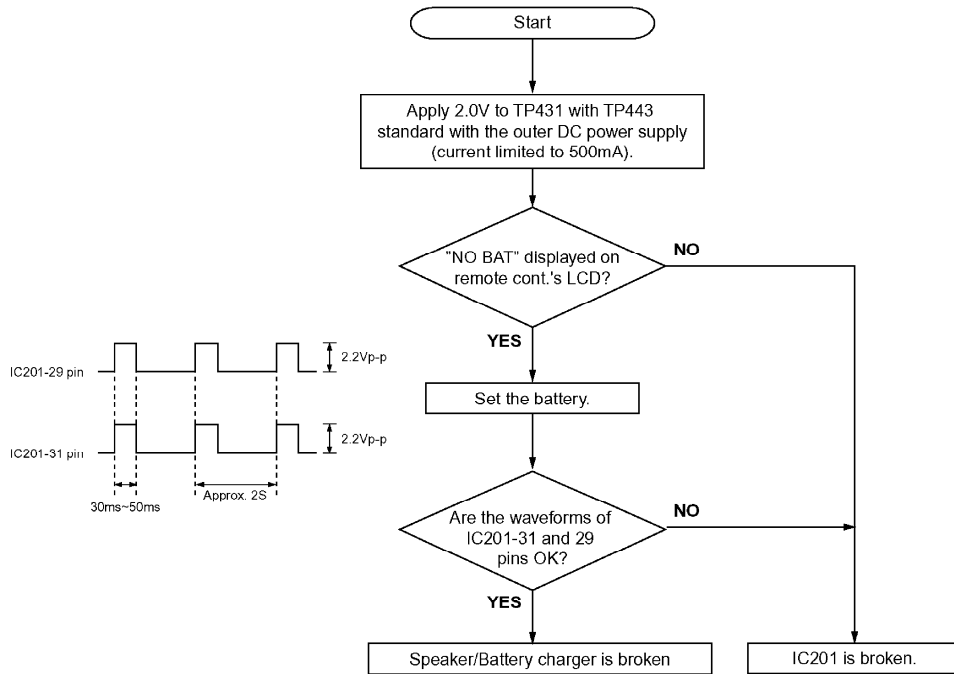 Start
Apply 2.0V to TP431 with TP443
standard with the outer DC power supply
(current limited to 500mA).
"NO BAT" displayed on
remote cont.'s LCD?
NO
YES
Set the battery.
Are the waveforms of
IC201-31 and 29
pins OK?
NO
YES
Speaker/Battery charger is broken
IC201 is broken.
IC201-29 pin
2.2Vp-p
IC201-31 pin
2.2Vp-p
30ms~50ms
Approx. 2S